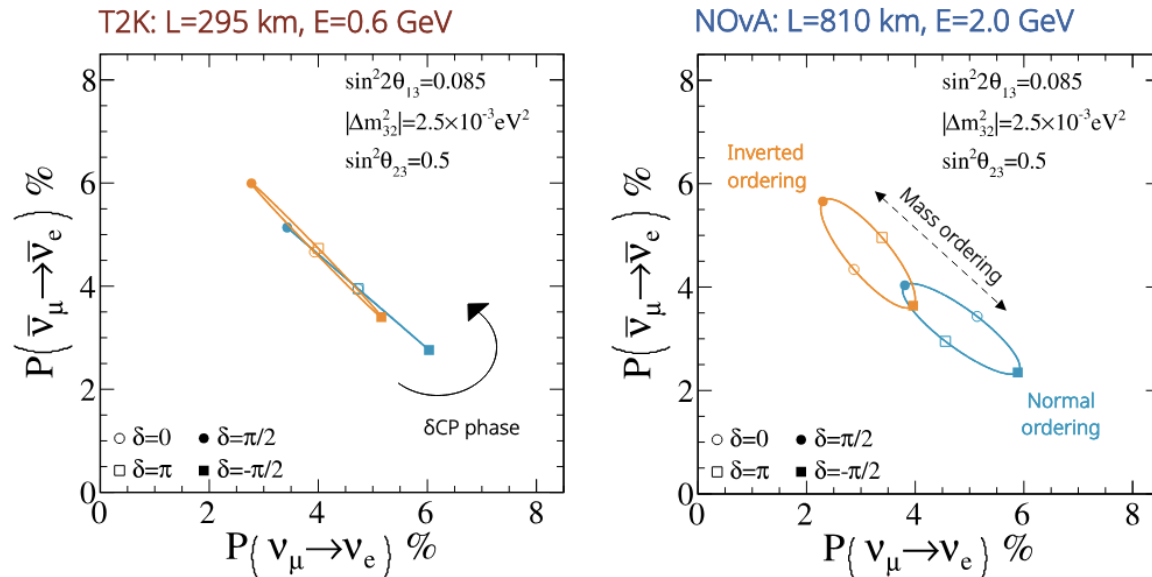 T2K: L=295 km, E=0.6 GeV
8
6
4
2
0
0 2 4 6 8
P(ν̅μ→ν̅e) %
P(νμ→νe) %
sin²2θ13=0.085
|Δm²32|=2.5×10⁻³eV²
sin²θ23=0.5
δCP phase
δ=0 δ=π/2
δ=π δ=-π/2
NOvA: L=810 km, E=2.0 GeV
8
6
4
2
0
0 2 4 6 8
P(ν̅μ→ν̅e) %
P(νμ→νe) %
sin²2θ13=0.085
|Δm²32|=2.5×10⁻³eV²
sin²θ23=0.5
Inverted
ordering
Mass ordering
Normal
ordering
δ=0 δ=π/2
δ=π δ=-π/2